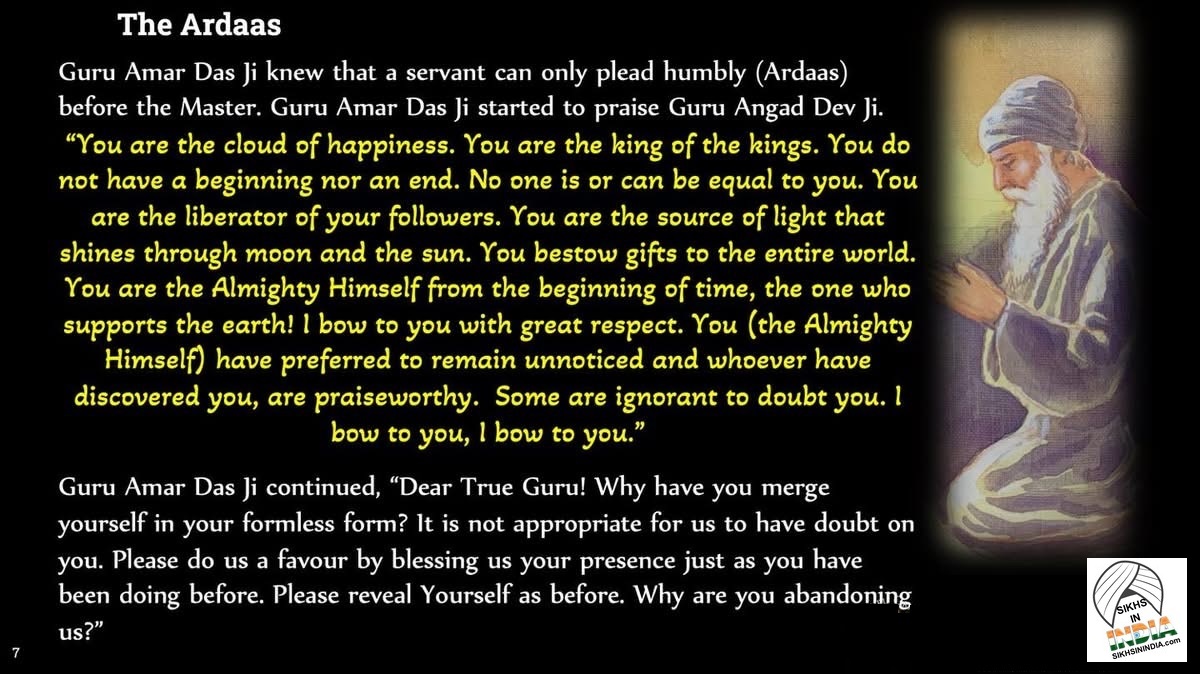 The Ardaas
Guru Amar Das Ji knew that a servant can only plead humbly (Ardaas)
before the Master. Guru Amar Das Ji started to praise Guru Angad Dev Ji.
“You are the cloud of happiness. You are the king of the kings. You do
not have a beginning nor an end. No one is or can be equal to you. You
are the liberator of your followers. You are the source of light that
shines through moon and the sun. You bestow gifts to the entire world.
You are the Almighty Himself from the beginning of time, the one who
supports the earth! I bow to you with great respect. You (the Almighty
Himself) have preferred to remain unnoticed and whoever have
discovered you, are praiseworthy.  Some are ignorant to doubt you. I
bow to you, I bow to you.”
Guru Amar Das Ji continued, “Dear True Guru! Why have you merge
yourself in your formless form? It is not appropriate for us to have doubt on
you. Please do us a favour by blessing us your presence just as you have
been doing before. Please reveal Yourself as before. Why are you abandoning
us?”
7
SIKHS
IN
INDIA
SIKHSININDIA.com